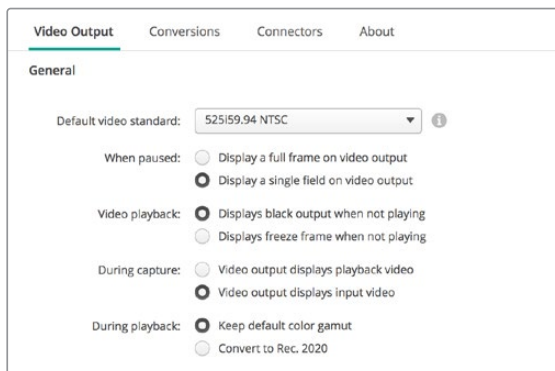 Video Output Conversions Connectors About
General
Default video standard: 525i59.94 NTSC
When paused: Display a full frame on video output
Display a single field on video output
Video playback: Displays black output when not playing
Displays freeze frame when not playing
During capture: Video output displays playback video
Video output displays input video
During playback: Keep default color gamut
Convert to Rec. 2020